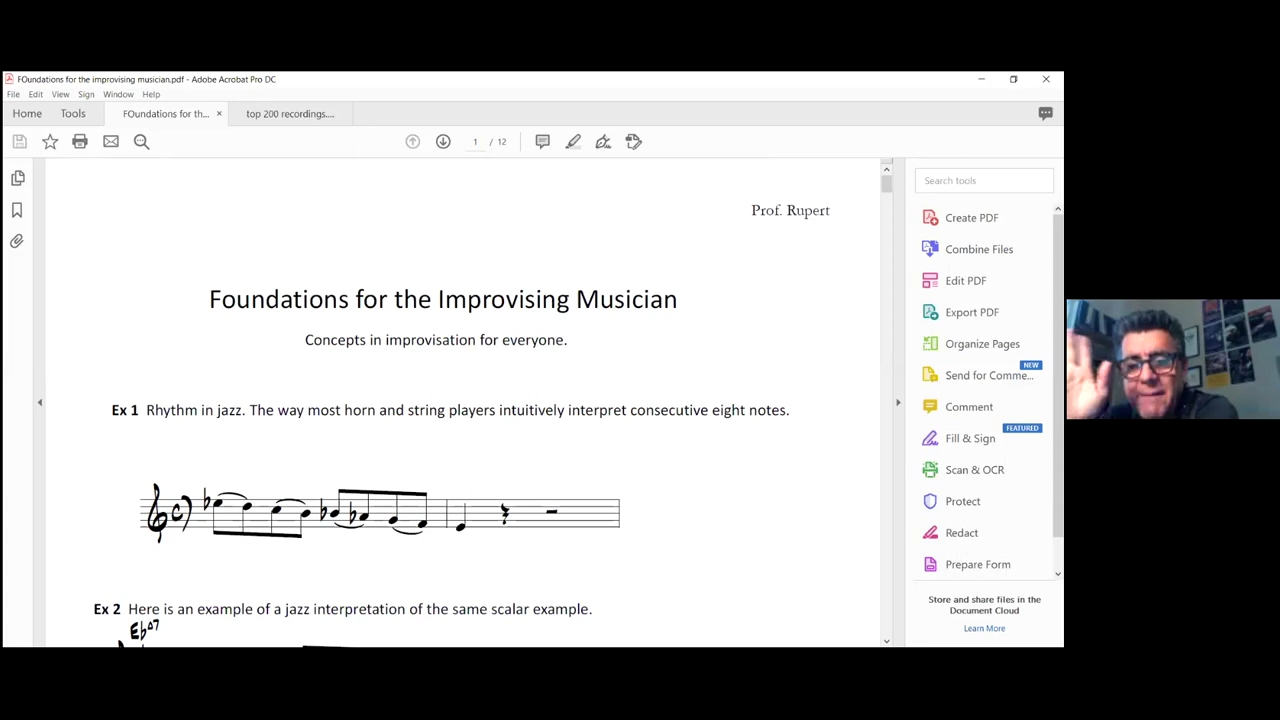 FOundations for the improvising musician.pdf - Adobe Acrobat Pro DC
File Edit View Sign Window Help
Home Tools FOundations for th... × top 200 recordings....
1 / 12
Search tools
Prof. Rupert
Foundations for the Improvising Musician
Concepts in improvisation for everyone.
Ex 1 Rhythm in jazz. The way most horn and string players intuitively interpret consecutive eight notes.
Ex 2 Here is an example of a jazz interpretation of the same scalar example.
E♭△7
Create PDF
Combine Files
Edit PDF
Export PDF
Organize Pages
NEW
Send for Comme...
Comment
FEATURED
Fill & Sign
Scan & OCR
Protect
Redact
Prepare Form
Store and share files in the
Document Cloud
Learn More